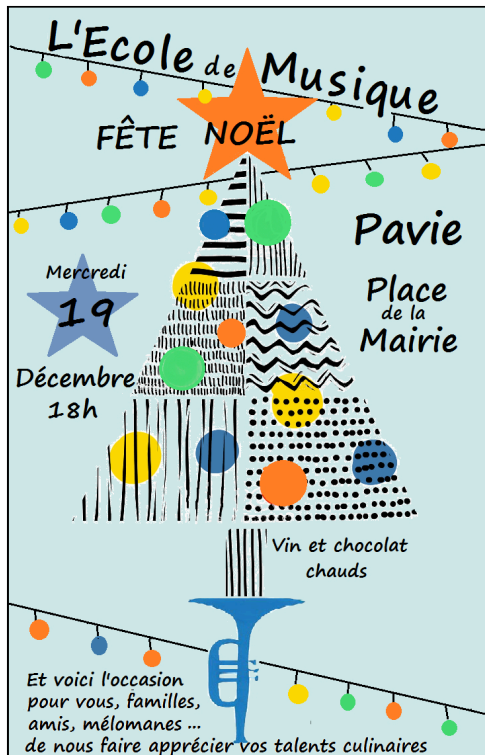 L'Ecole de Musique
FÊTE NOËL
Pavie
Place
de la
Mairie
Mercredi
19
Décembre
18h
Vin et chocolat
chauds
Et voici l'occasion
pour vous, familles,
amis, mélomanes ...
de nous faire apprécier vos talents culinaires